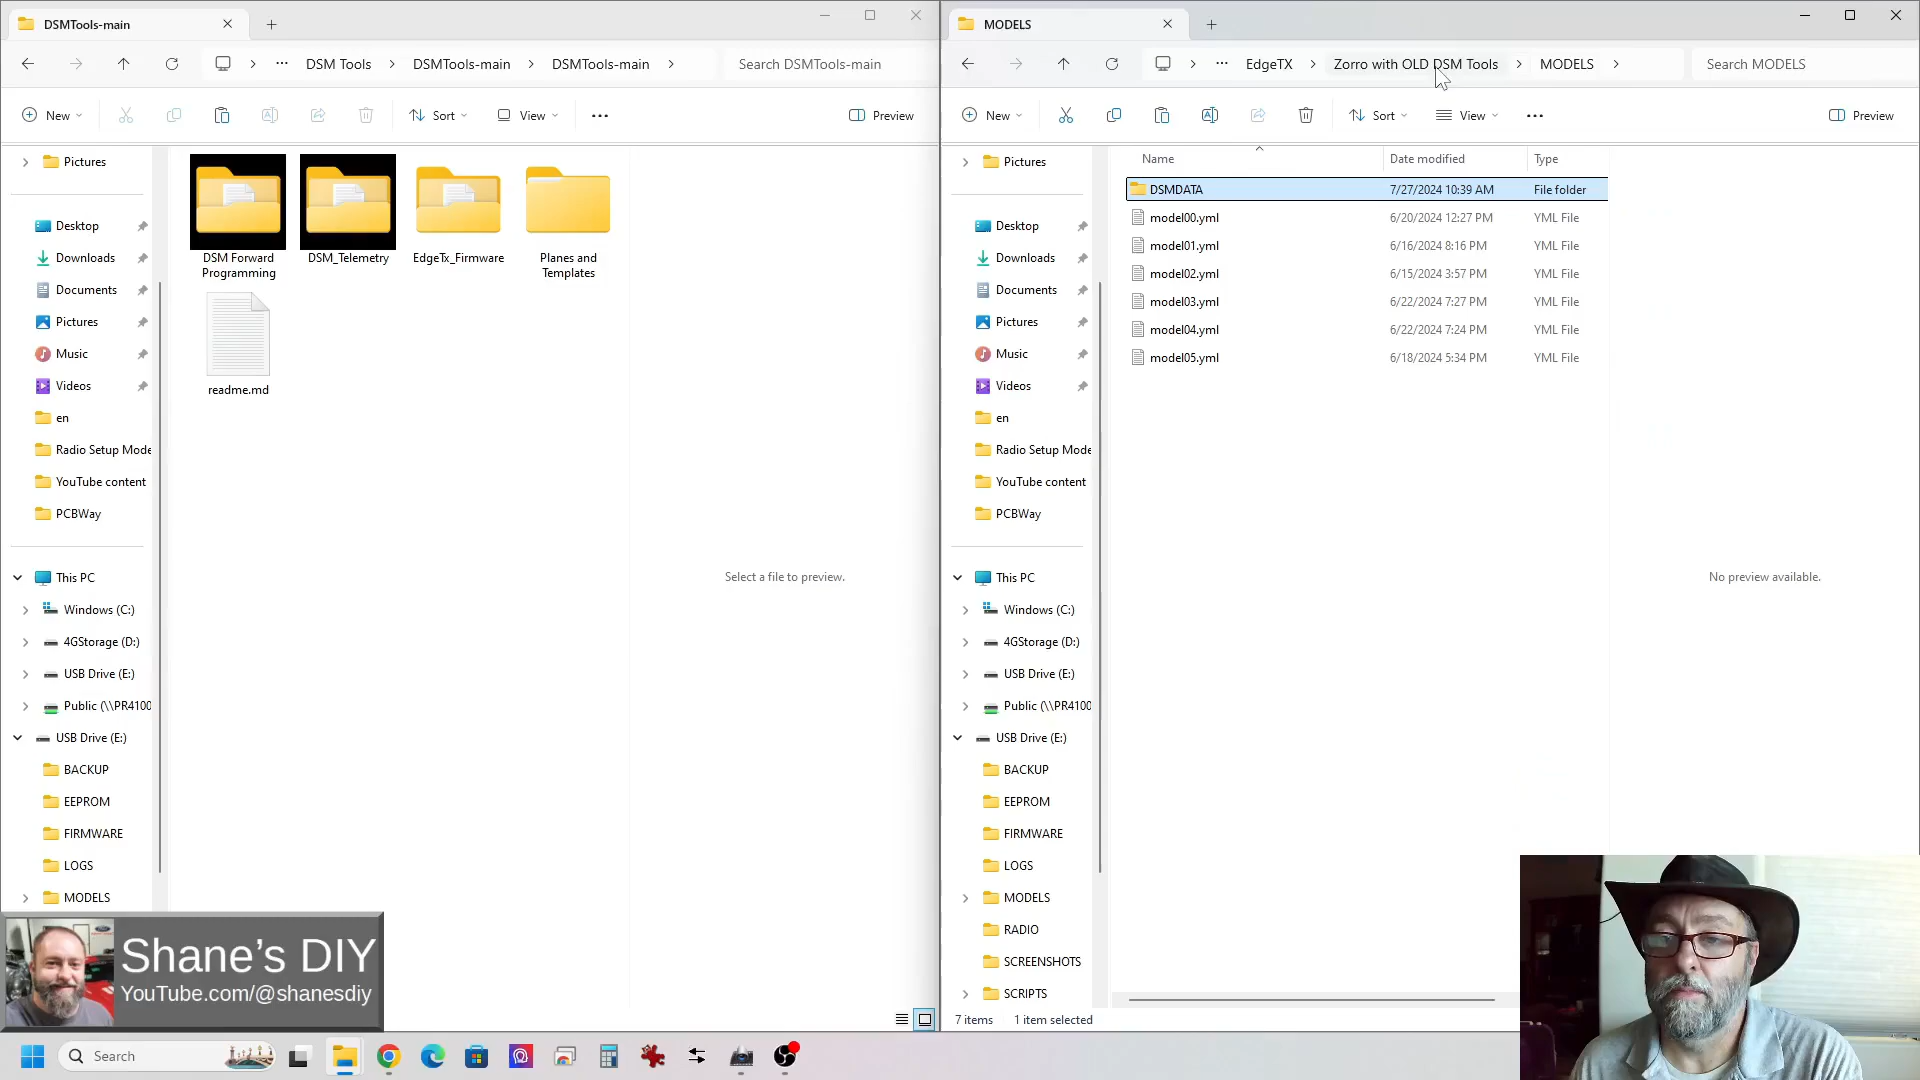 DSMTools-main
DSM Tools
DSMTools-main
DSMTools-main
Search DSMTools-main
New
Sort
View
Preview
Pictures
Desktop
Downloads
Documents
Pictures
Music
Videos
en
Radio Setup Mode
YouTube content
PCBWay
This PC
Windows (C:)
4GStorage (D:)
USB Drive (E:)
Public (\\PR4100
USB Drive (E:)
BACKUP
EEPROM
FIRMWARE
LOGS
MODELS
DSM Forward
Programming
DSM_Telemetry
EdgeTx_Firmware
Planes and
Templates
readme.md
Select a file to preview.
MODELS
EdgeTX
Zorro with OLD DSM Tools
MODELS
Search MODELS
New
Sort
View
Preview
Pictures
Desktop
Downloads
Documents
Pictures
Music
Videos
en
Radio Setup Mode
YouTube content
PCBWay
This PC
Windows (C:)
4GStorage (D:)
USB Drive (E:)
Public (\\PR4100
USB Drive (E:)
BACKUP
EEPROM
FIRMWARE
LOGS
MODELS
RADIO
SCREENSHOTS
SCRIPTS
Name Date modified Type
DSMDATA 7/27/2024 10:39 AM File folder
model00.yml 6/20/2024 12:27 PM YML File
model01.yml 6/16/2024 8:16 PM YML File
model02.yml 6/15/2024 3:57 PM YML File
model03.yml 6/22/2024 7:27 PM YML File
model04.yml 6/22/2024 7:24 PM YML File
model05.yml 6/18/2024 5:34 PM YML File
No preview available.
7 items 1 item selected
Shane's DIY
YouTube.com/@shanesdiy
Search